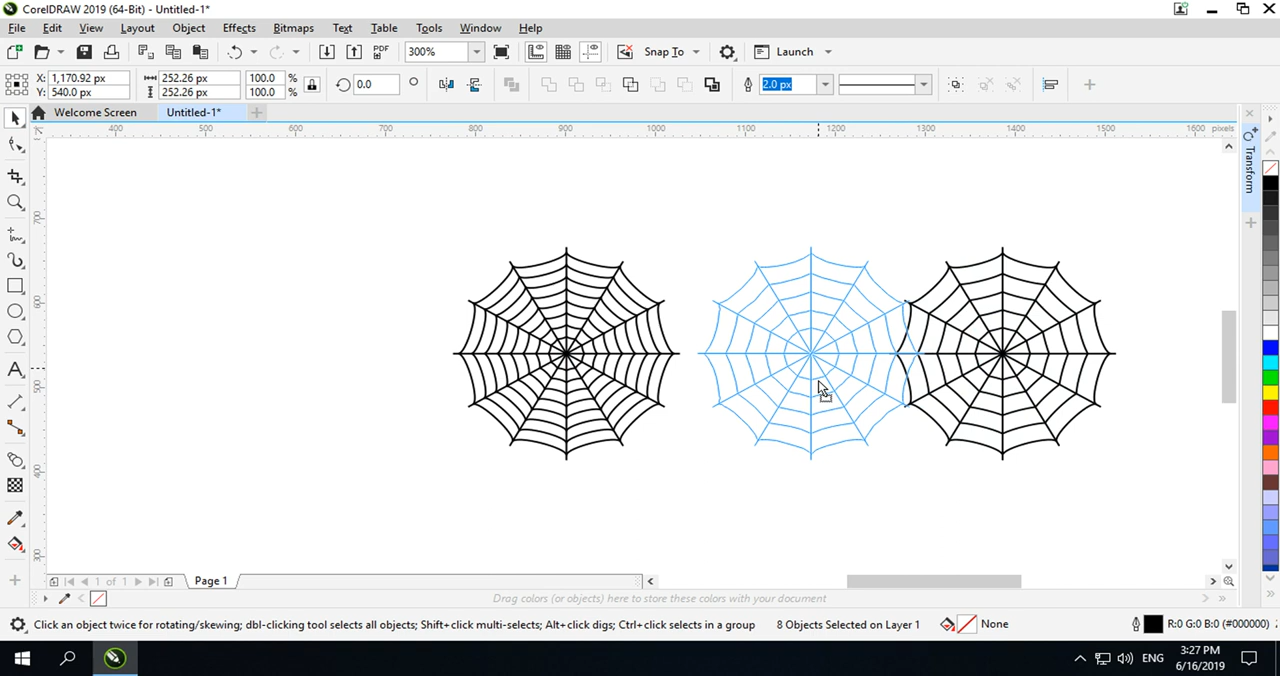 CorelDRAW 2019 (64-Bit) - Untitled-1*
File Edit View Layout Object Effects Bitmaps Text Table Tools Window Help
PDF 300% Snap To Launch
X: 1,170.92 px 252.26 px 100.0 % 0.0 ° 2.0 px
Y: 540.0 px 252.26 px 100.0 %
Welcome Screen Untitled-1*
400 500 600 700 800 900 1000 1100 1200 1300 1400 1500 1600 pixels
Transform
700
600
500
400
300
1 of 1 Page 1
Drag colors (or objects) here to store these colors with your document
Click an object twice for rotating/skewing; dbl-clicking tool selects all objects; Shift+click multi-selects; Alt+click digs; Ctrl+click selects in a group 8 Objects Selected on Layer 1 None R:0 G:0 B:0 (#000000)
ENG 3:27 PM
6/16/2019